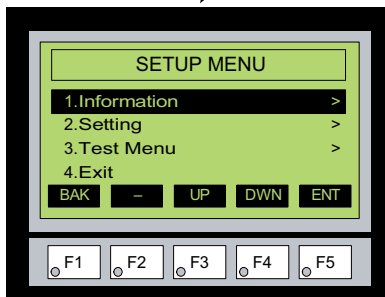 SETUP MENU
1.Information >
2.Setting >
3.Test Menu >
4.Exit
BAK – UP DWN ENT
F1 F2 F3 F4 F5